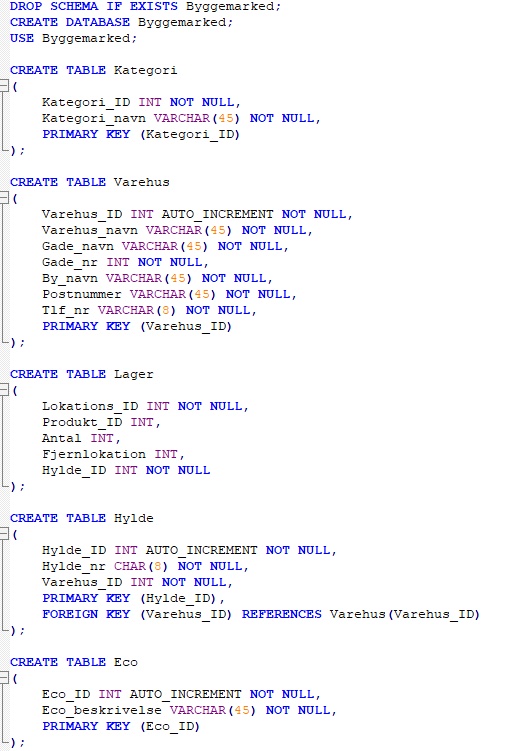 DROP SCHEMA IF EXISTS Byggemarked;
CREATE DATABASE Byggemarked;
USE Byggemarked;

CREATE TABLE Kategori
(
    Kategori_ID INT NOT NULL,
    Kategori_navn VARCHAR(45) NOT NULL,
    PRIMARY KEY (Kategori_ID)
);

CREATE TABLE Varehus
(
    Varehus_ID INT AUTO_INCREMENT NOT NULL,
    Varehus_navn VARCHAR(45) NOT NULL,
    Gade_navn VARCHAR(45) NOT NULL,
    Gade_nr INT NOT NULL,
    By_navn VARCHAR(45) NOT NULL,
    Postnummer VARCHAR(45) NOT NULL,
    Tlf_nr VARCHAR(8) NOT NULL,
    PRIMARY KEY (Varehus_ID)
);

CREATE TABLE Lager
(
    Lokations_ID INT NOT NULL,
    Produkt_ID INT,
    Antal INT,
    Fjernlokation INT,
    Hylde_ID INT NOT NULL
);

CREATE TABLE Hylde
(
    Hylde_ID INT AUTO_INCREMENT NOT NULL,
    Hylde_nr CHAR(8) NOT NULL,
    Varehus_ID INT NOT NULL,
    PRIMARY KEY (Hylde_ID),
    FOREIGN KEY (Varehus_ID) REFERENCES Varehus(Varehus_ID)
);

CREATE TABLE Eco
(
    Eco_ID INT AUTO_INCREMENT NOT NULL,
    Eco_beskrivelse VARCHAR(45) NOT NULL,
    PRIMARY KEY (Eco_ID)
);